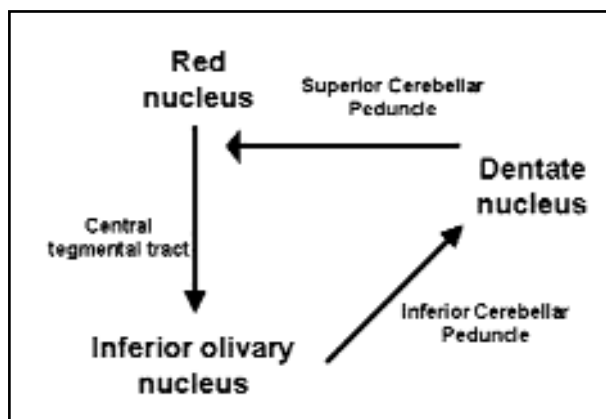 Red
nucleus
Superior Cerebellar
Peduncle
Dentate
nucleus
Central
tegmental tract
Inferior Cerebellar
Peduncle
Inferior olivary
nucleus